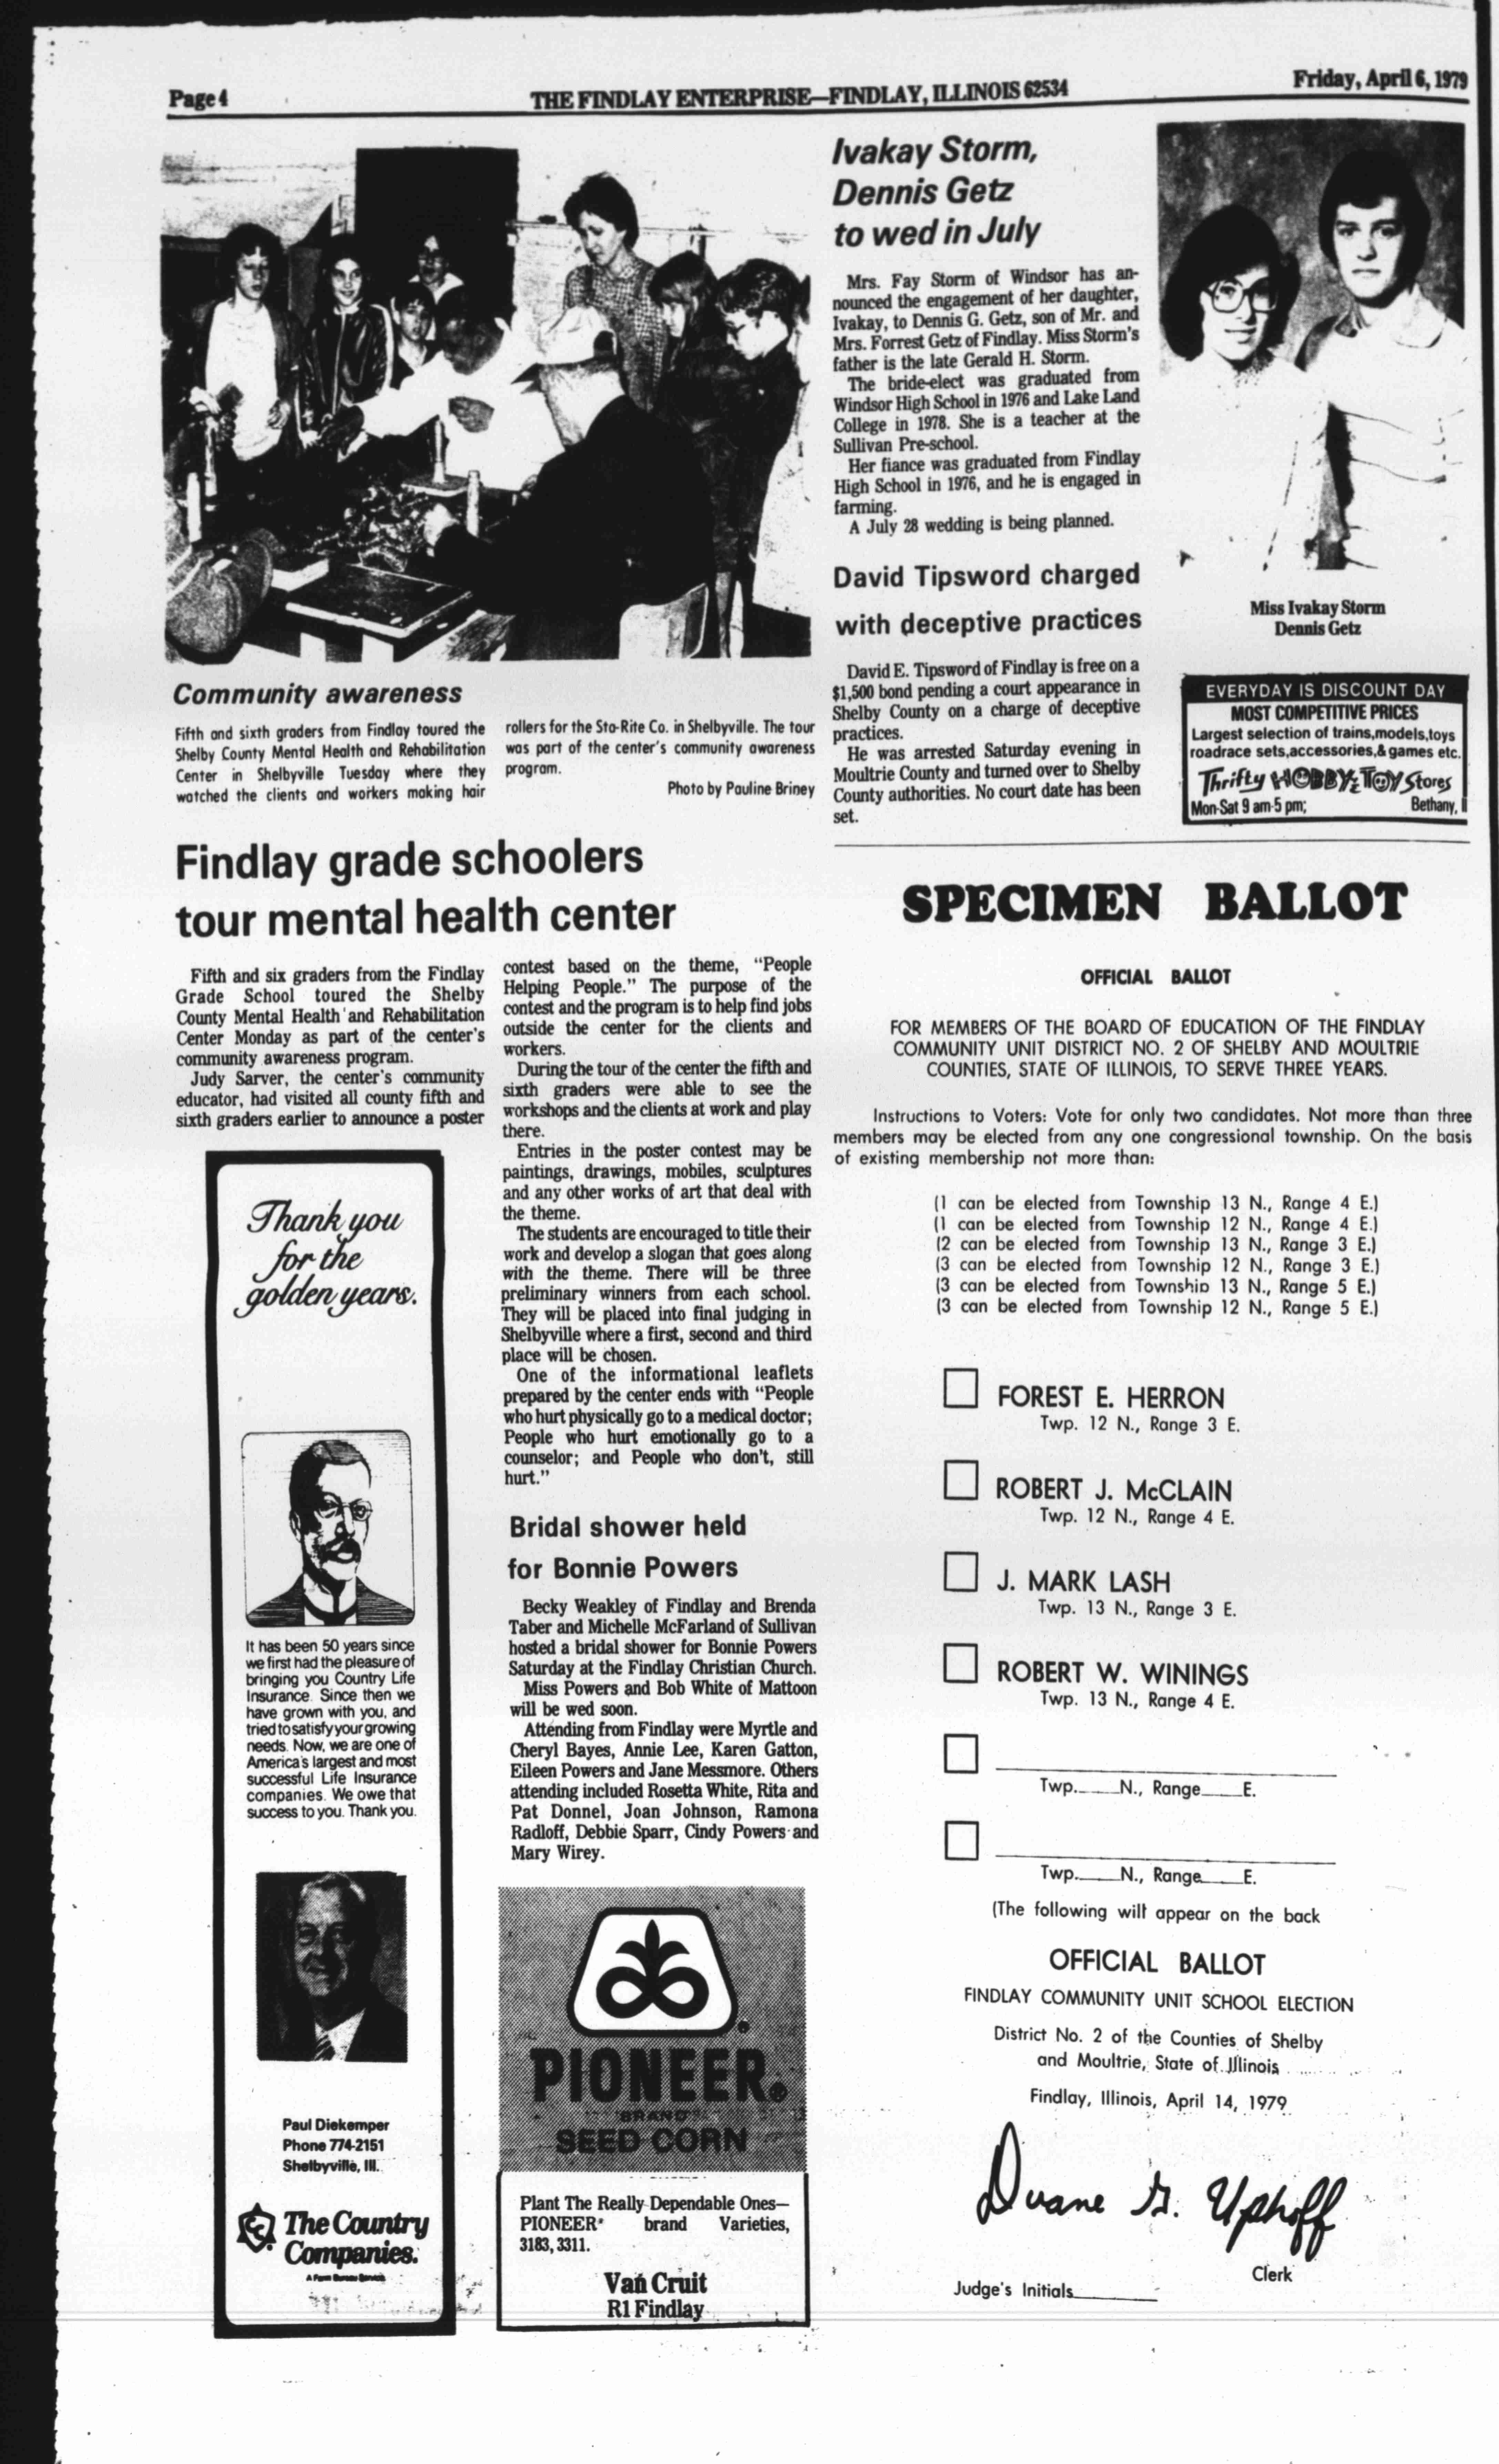 Page 4
THE FINDLAY ENTERPRISE—FINDLAY, ILLINOIS 62534
Friday, April 6, 1979
Community awareness
Fifth and sixth graders from Findlay toured the
Shelby County Mental Health and Rehabilitation
Center in Shelbyville Tuesday where they
watched the clients and workers making hair
rollers for the Sto-Rite Co. in Shelbyville. The tour
was part of the center's community awareness
program.
Photo by Pauline Briney
Findlay grade schoolers
tour mental health center
Fifth and six graders from the Findlay
Grade School toured the Shelby
County Mental Health and Rehabilitation
Center Monday as part of the center's
community awareness program.
Judy Sarver, the center's community
educator, had visited all county fifth and
sixth graders earlier to announce a poster
contest based on the theme, "People
Helping People." The purpose of the
contest and the program is to help find jobs
outside the center for the clients and
workers.
During the tour of the center the fifth and
sixth graders were able to see the
workshops and the clients at work and play
there.
Entries in the poster contest may be
paintings, drawings, mobiles, sculptures
and any other works of art that deal with
the theme.
The students are encouraged to title their
work and develop a slogan that goes along
with the theme. There will be three
preliminary winners from each school.
They will be placed into final judging in
Shelbyville where a first, second and third
place will be chosen.
One of the informational leaflets
prepared by the center ends with "People
who hurt physically go to a medical doctor;
People who hurt emotionally go to a
counselor; and People who don't, still
hurt."
Thank you
for the
golden years.
It has been 50 years since
we first had the pleasure of
bringing you Country Life
Insurance. Since then we
have grown with you, and
tried to satisfy your growing
needs. Now, we are one of
America's largest and most
successful Life Insurance
companies. We owe that
success to you. Thank you.
Paul Diekemper
Phone 774-2151
Shelbyville, Ill.
The Country
Companies.
A Farm Bureau Service
Bridal shower held
for Bonnie Powers
Becky Weakley of Findlay and Brenda
Taber and Michelle McFarland of Sullivan
hosted a bridal shower for Bonnie Powers
Saturday at the Findlay Christian Church.
Miss Powers and Bob White of Mattoon
will be wed soon.
Attending from Findlay were Myrtle and
Cheryl Bayes, Annie Lee, Karen Gatton,
Eileen Powers and Jane Messmore. Others
attending included Rosetta White, Rita and
Pat Donnel, Joan Johnson, Ramona
Radloff, Debbie Sparr, Cindy Powers and
Mary Wirey.
PIONEER®
BRAND
SEED CORN
Plant The Really Dependable Ones—
PIONEER® brand Varieties,
3183, 3311.
Van Cruit
R1 Findlay
Ivakay Storm,
Dennis Getz
to wed in July
Mrs. Fay Storm of Windsor has an-
nounced the engagement of her daughter,
Ivakay, to Dennis G. Getz, son of Mr. and
Mrs. Forrest Getz of Findlay. Miss Storm's
father is the late Gerald H. Storm.
The bride-elect was graduated from
Windsor High School in 1976 and Lake Land
College in 1978. She is a teacher at the
Sullivan Pre-school.
Her fiance was graduated from Findlay
High School in 1976, and he is engaged in
farming.
A July 28 wedding is being planned.
Miss Ivakay Storm
Dennis Getz
David Tipsword charged
with deceptive practices
David E. Tipsword of Findlay is free on a
$1,500 bond pending a court appearance in
Shelby County on a charge of deceptive
practices.
He was arrested Saturday evening in
Moultrie County and turned over to Shelby
County authorities. No court date has been
set.
EVERYDAY IS DISCOUNT DAY
MOST COMPETITIVE PRICES
Largest selection of trains,models,toys
roadrace sets,accessories,& games etc.
Thrifty HOBBY & TOY Stores
Mon-Sat 9 am-5 pm; Bethany, Il
SPECIMEN BALLOT
OFFICIAL BALLOT
FOR MEMBERS OF THE BOARD OF EDUCATION OF THE FINDLAY
COMMUNITY UNIT DISTRICT NO. 2 OF SHELBY AND MOULTRIE
COUNTIES, STATE OF ILLINOIS, TO SERVE THREE YEARS.
Instructions to Voters: Vote for only two candidates. Not more than three
members may be elected from any one congressional township. On the basis
of existing membership not more than:
(1 can be elected from Township 13 N., Range 4 E.)
(1 can be elected from Township 12 N., Range 4 E.)
(2 can be elected from Township 13 N., Range 3 E.)
(3 can be elected from Township 12 N., Range 3 E.)
(3 can be elected from Township 13 N., Range 5 E.)
(3 can be elected from Township 12 N., Range 5 E.)
FOREST E. HERRON
Twp. 12 N., Range 3 E.
ROBERT J. McCLAIN
Twp. 12 N., Range 4 E.
J. MARK LASH
Twp. 13 N., Range 3 E.
ROBERT W. WININGS
Twp. 13 N., Range 4 E.
Twp.____N., Range____E.
Twp.____N., Range____E.
(The following will appear on the back
OFFICIAL BALLOT
FINDLAY COMMUNITY UNIT SCHOOL ELECTION
District No. 2 of the Counties of Shelby
and Moultrie, State of Illinois
Findlay, Illinois, April 14, 1979
Duane G. Uphoff
Clerk
Judge's Initials________